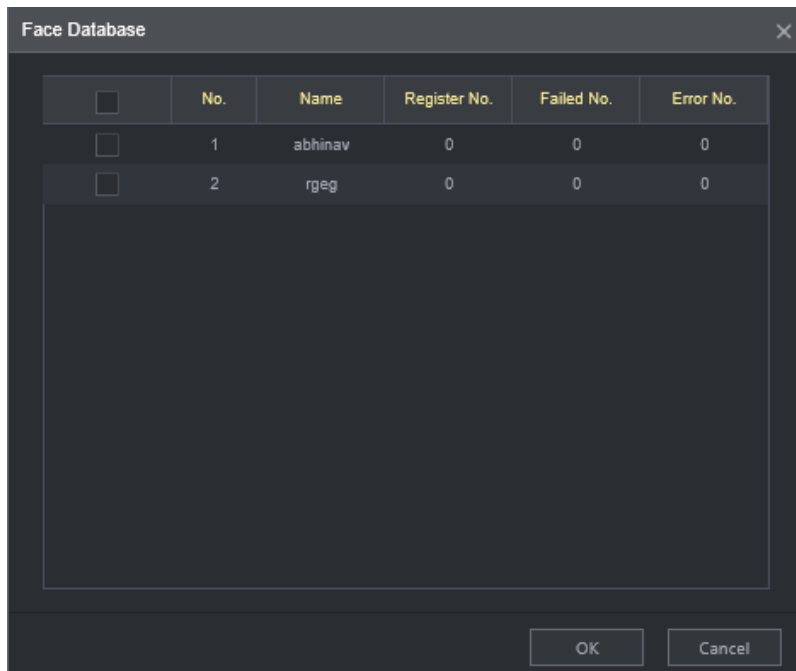 Face Database
No. Name Register No. Failed No. Error No.
1 abhinav 0 0 0
2 rgeg 0 0 0
OK Cancel